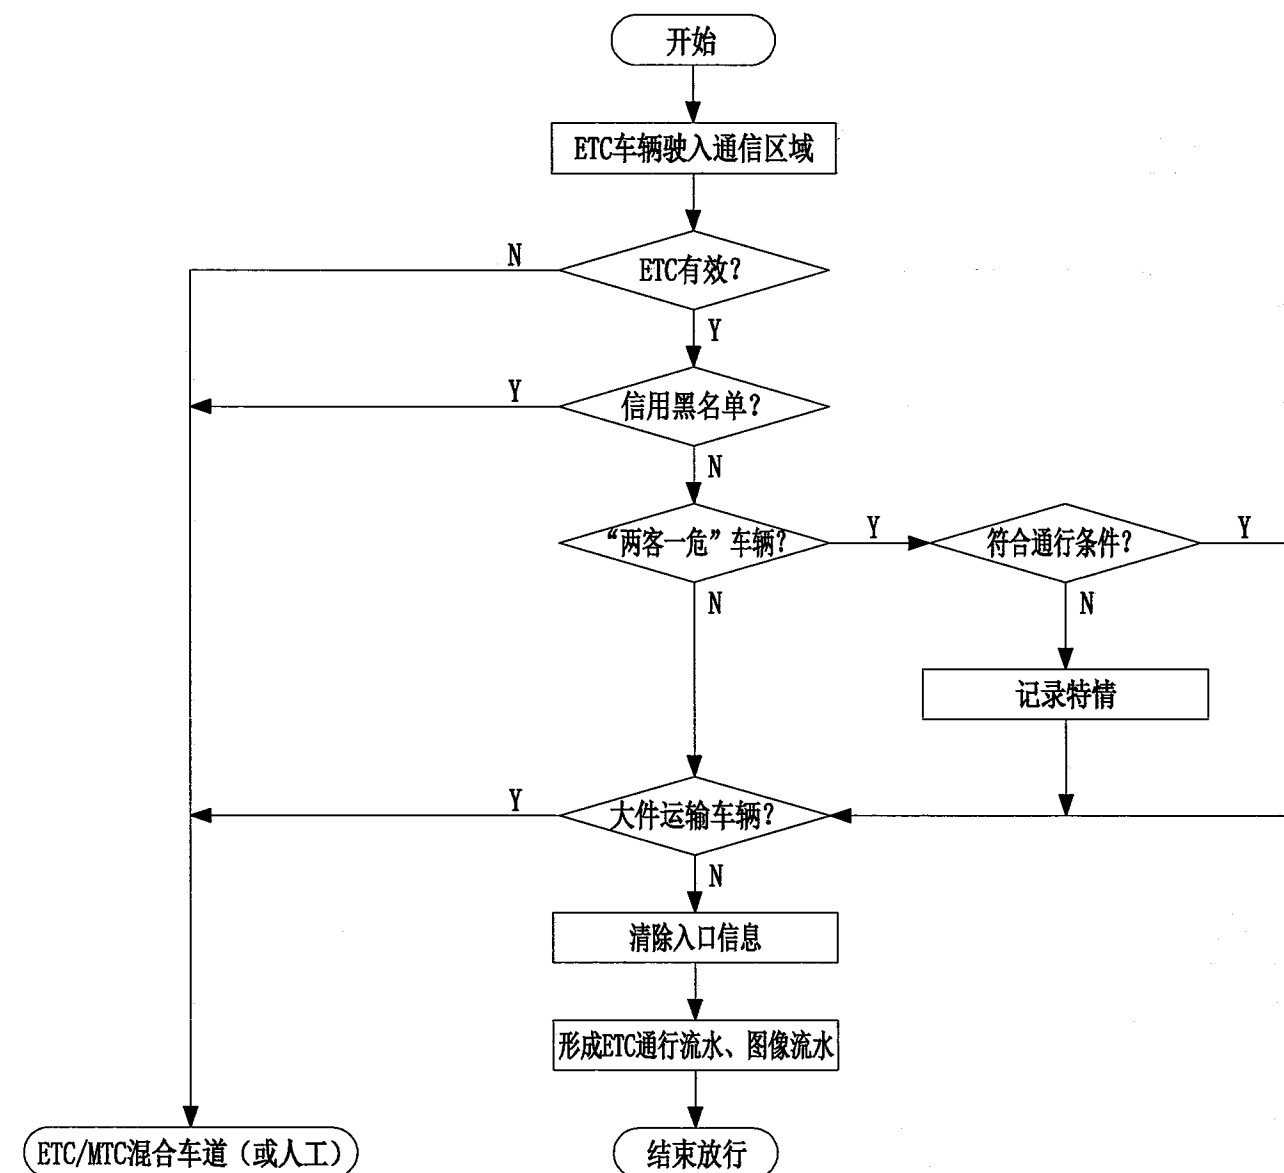 开始
ETC车辆驶入通信区域
N
ETC有效？
Y
Y
信用黑名单？
N
“两客一危”车辆？
Y
符合通行条件？
Y
N
N
记录特情
Y
大件运输车辆？
N
清除入口信息
形成ETC通行流水、图像流水
ETC/MTC混合车道（或人工）
结束放行